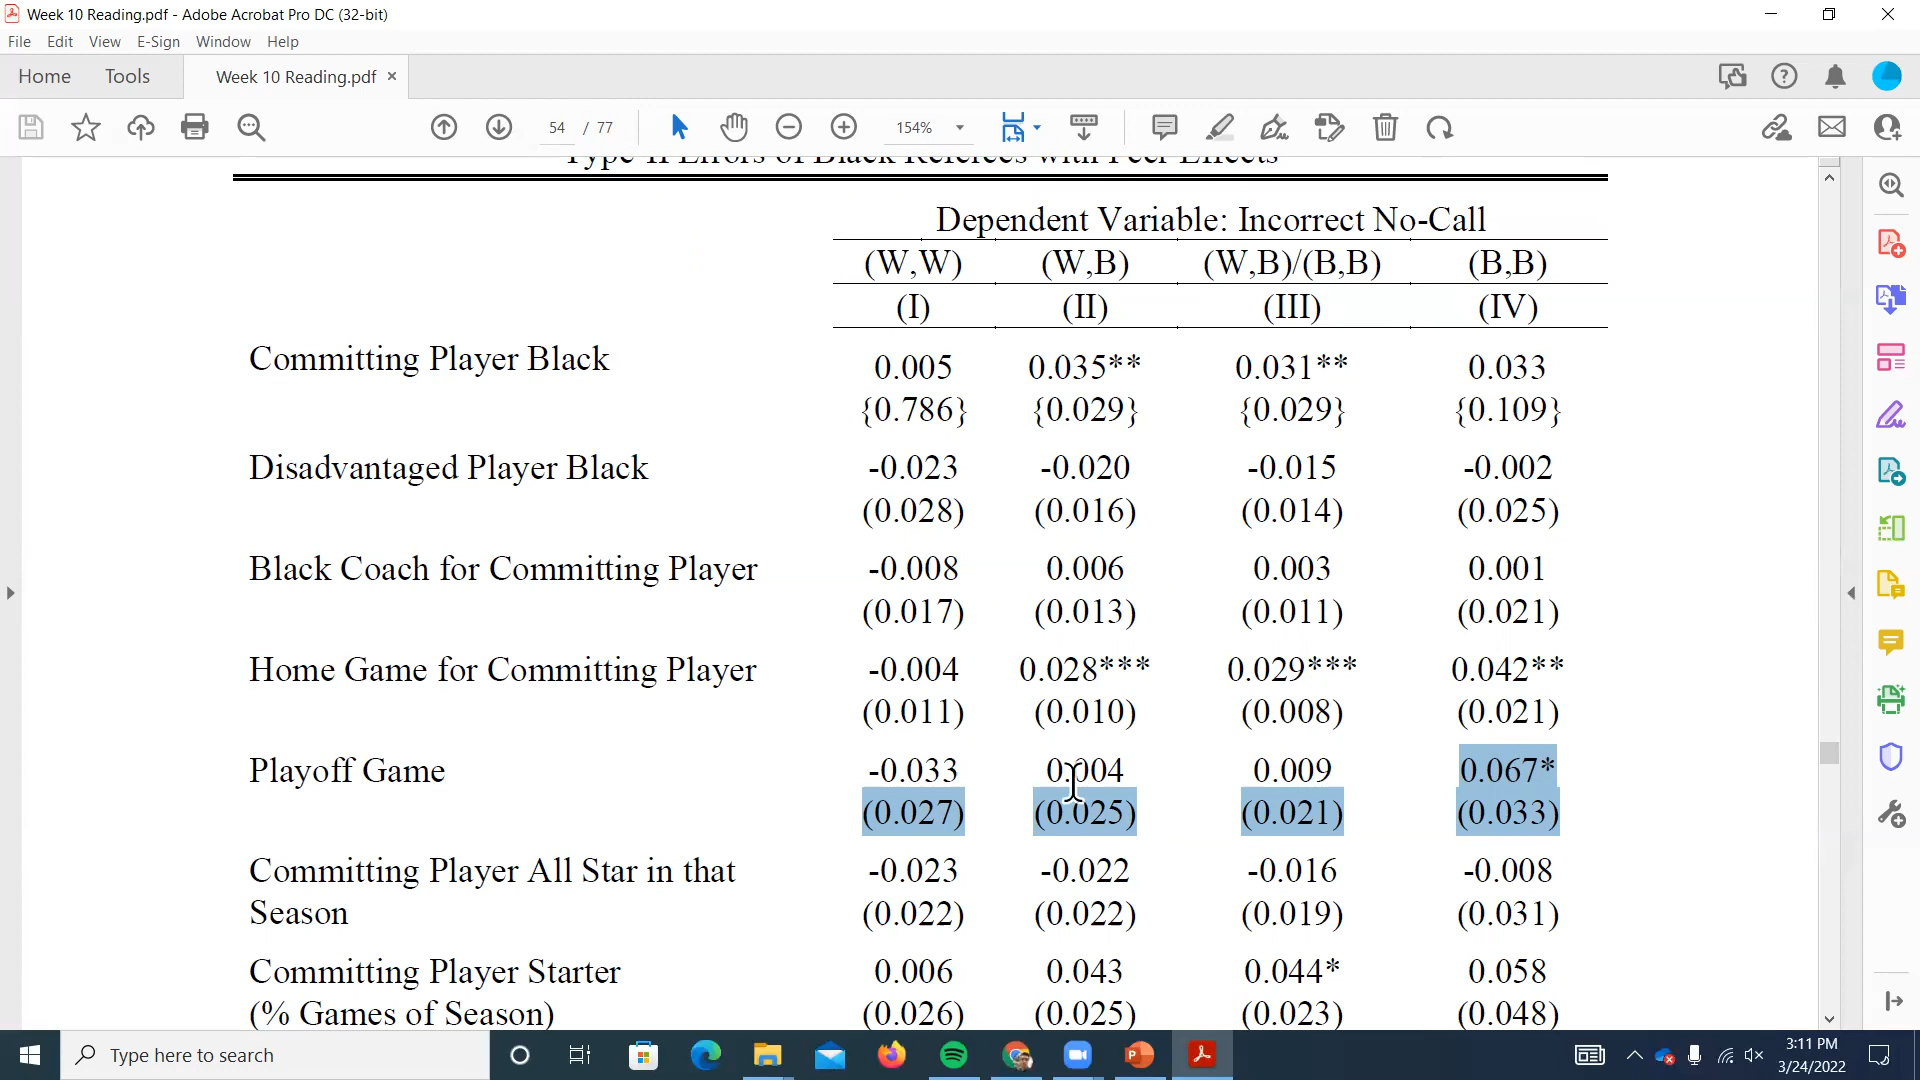 Week 10 Reading.pdf - Adobe Acrobat Pro DC (32-bit)
File Edit View E-Sign Window Help
Home Tools Week 10 Reading.pdf ×
54 / 77 154%
Type II Errors of Black Referees with Peer Effects
Dependent Variable: Incorrect No-Call
(W,W) (W,B) (W,B)/(B,B) (B,B)
(I) (II) (III) (IV)
Committing Player Black 0.005 0.035** 0.031** 0.033
{0.786} {0.029} {0.029} {0.109}
Disadvantaged Player Black -0.023 -0.020 -0.015 -0.002
(0.028) (0.016) (0.014) (0.025)
Black Coach for Committing Player -0.008 0.006 0.003 0.001
(0.017) (0.013) (0.011) (0.021)
Home Game for Committing Player -0.004 0.028*** 0.029*** 0.042**
(0.011) (0.010) (0.008) (0.021)
Playoff Game -0.033 0.004 0.009 0.067*
(0.027) (0.025) (0.021) (0.033)
Committing Player All Star in that -0.023 -0.022 -0.016 -0.008
Season (0.022) (0.022) (0.019) (0.031)
Committing Player Starter 0.006 0.043 0.044* 0.058
(% Games of Season) (0.026) (0.025) (0.023) (0.048)
Type here to search
3:11 PM
3/24/2022